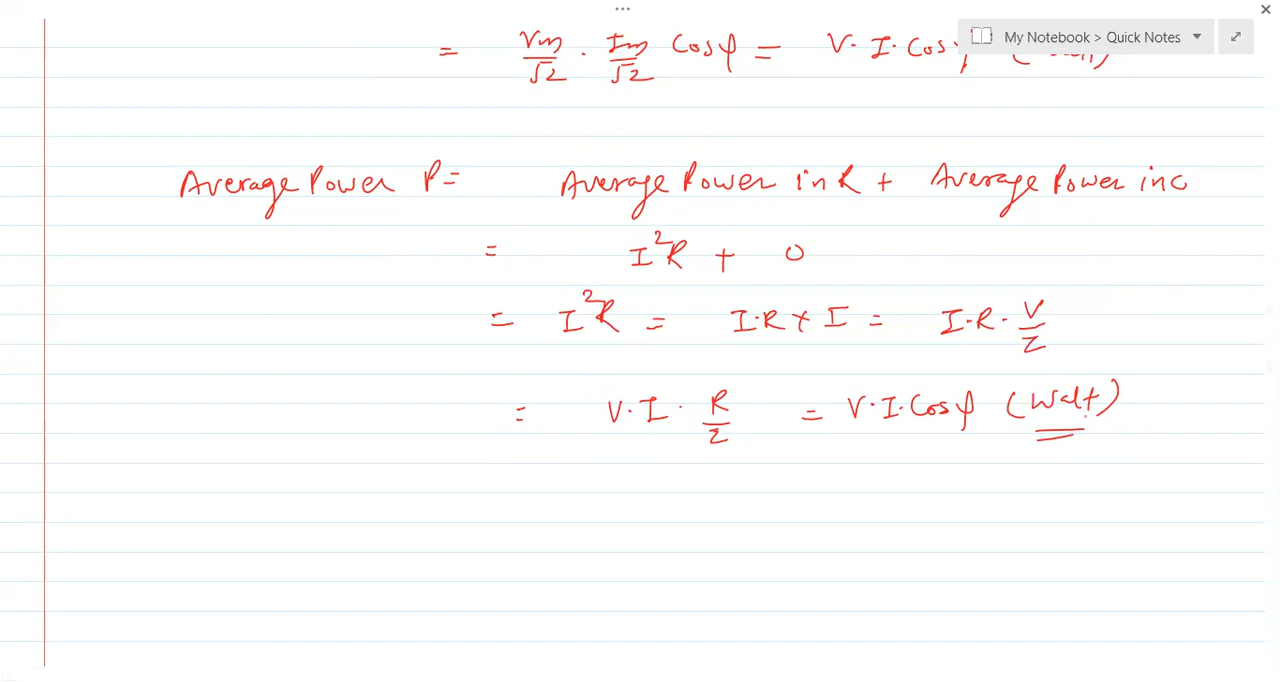 ...
My Notebook > Quick Notes
= Vm/√2 · Im/√2 Cosφ = V·I·Cosφ
Average Power P = Average Power in R + Average Power in C
= I²R + 0
= I²R = I·R × I = I·R · V/Z
= V·I · R/Z = V·I·Cosφ (Watt)